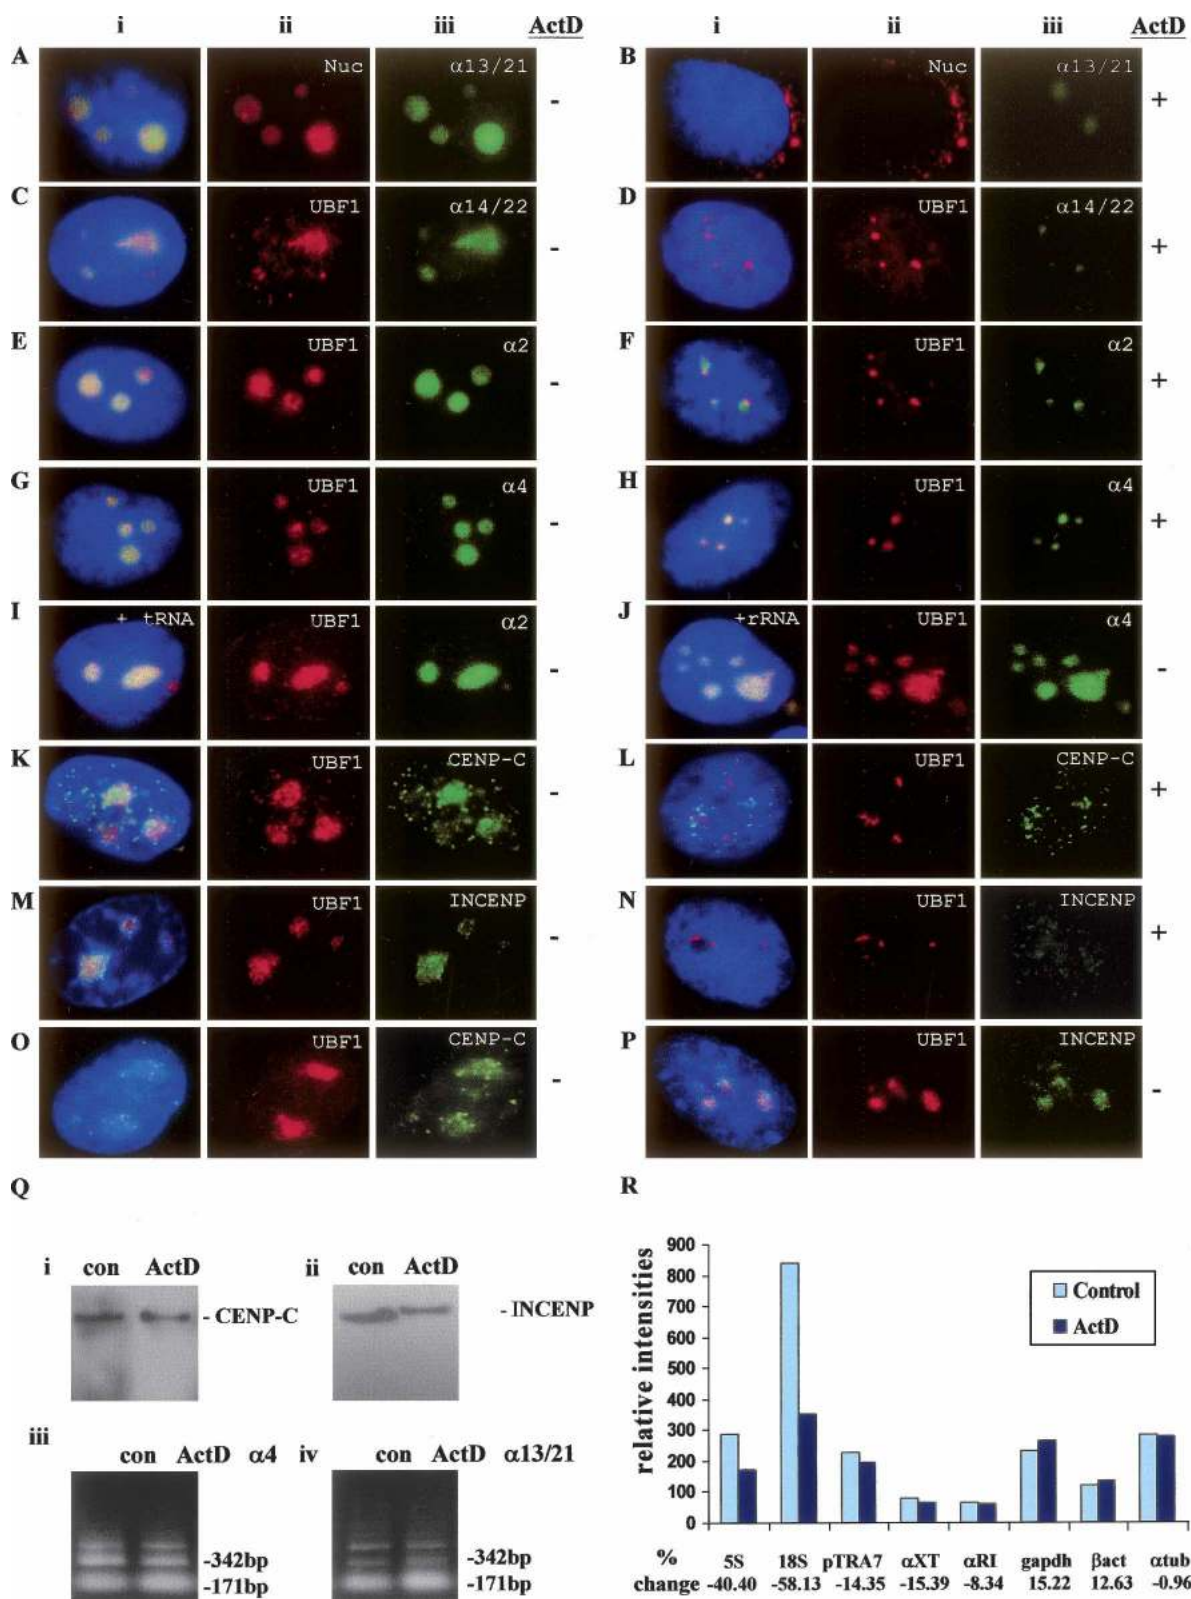 i ii iii ActD i ii iii ActD
A Nuc α13/21 - B Nuc α13/21 +
C UBF1 α14/22 - D UBF1 α14/22 +
E UBF1 α2 - F UBF1 α2 +
G UBF1 α4 - H UBF1 α4 +
I + tRNA UBF1 α2 - J +rRNA UBF1 α4 -
K UBF1 CENP-C - L UBF1 CENP-C +
M UBF1 INCENP - N UBF1 INCENP +
O UBF1 CENP-C - P UBF1 INCENP -
Q
i con ActD
- CENP-C
ii con ActD
- INCENP
iii con ActD α4
-342bp
-171bp
iv con ActD α13/21
-342bp
-171bp
R
relative intensities
900
800
700
600
500
400
300
200
100
0
Control
ActD
5S 18S pTRA7 αXT αRI gapdh βact αtub
% change -40.40 -58.13 -14.35 -15.39 -8.34 15.22 12.63 -0.96